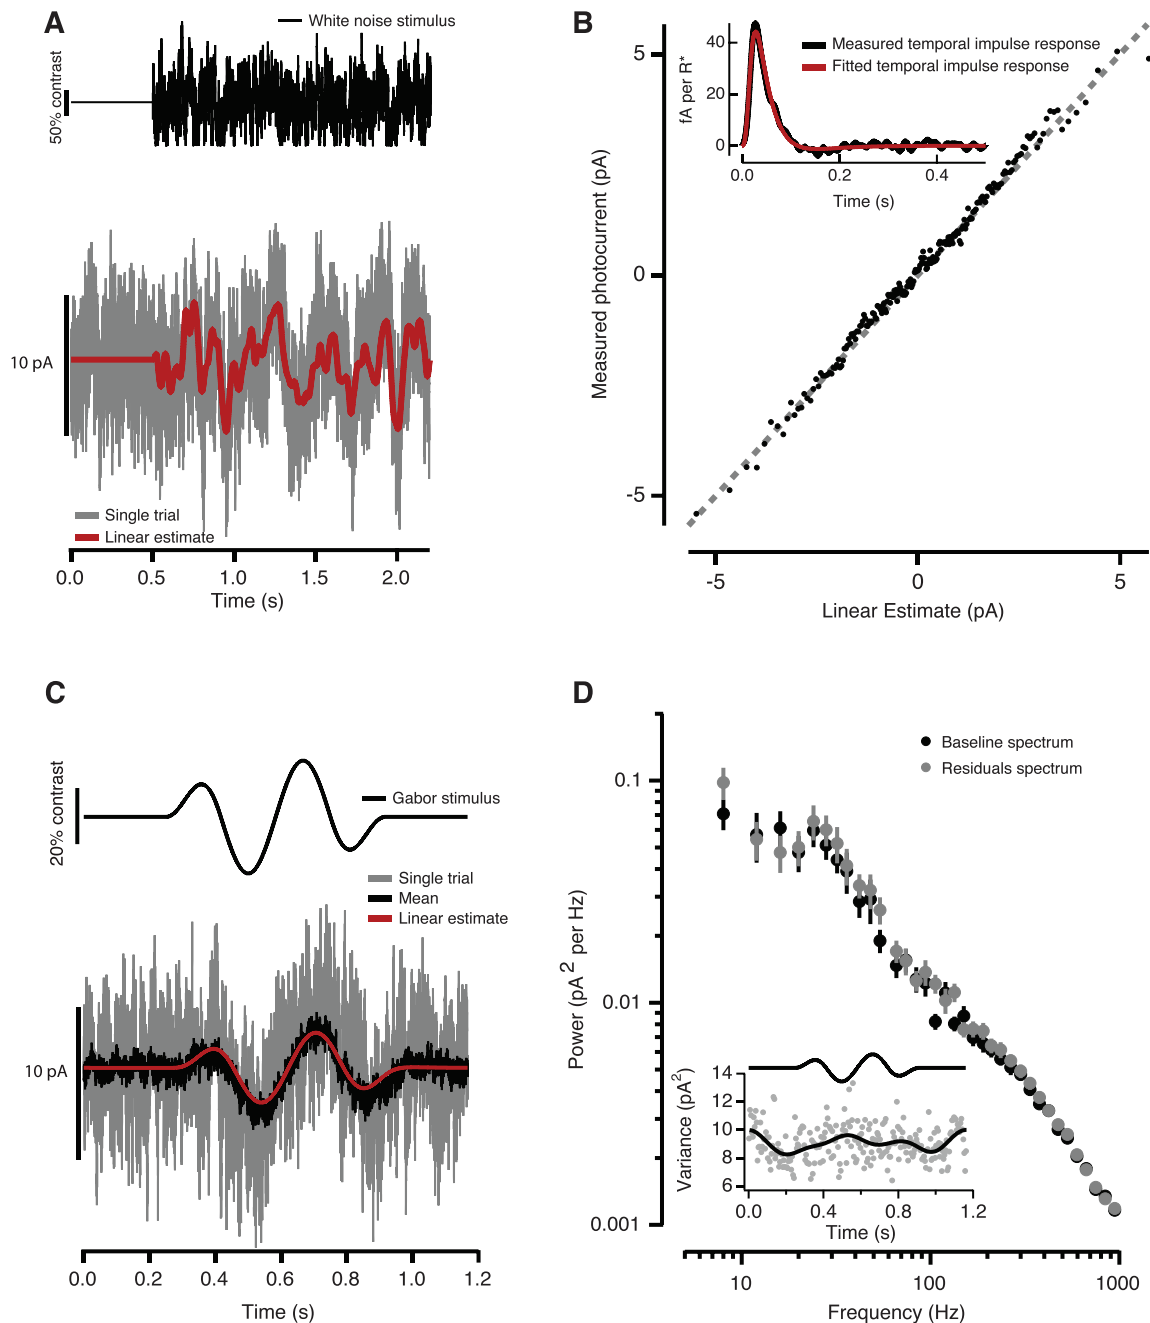 A
White noise stimulus
50% contrast
10 pA
Single trial
Linear estimate
0.0 0.5 1.0 1.5 2.0
Time (s)
B
Measured photocurrent (pA)
5
0
-5
fA per R*
40
20
0
Measured temporal impulse response
Fitted temporal impulse response
0.0 0.2 0.4
Time (s)
-5 0 5
Linear Estimate (pA)
C
20% contrast
Gabor stimulus
Single trial
Mean
Linear estimate
10 pA
0.0 0.2 0.4 0.6 0.8 1.0 1.2
Time (s)
D
Baseline spectrum
Residuals spectrum
Power (pA2 per Hz)
0.1
0.01
0.001
Variance (pA2)
14
10
8
6
0.0 0.4 0.8 1.2
Time (s)
10 100 1000
Frequency (Hz)